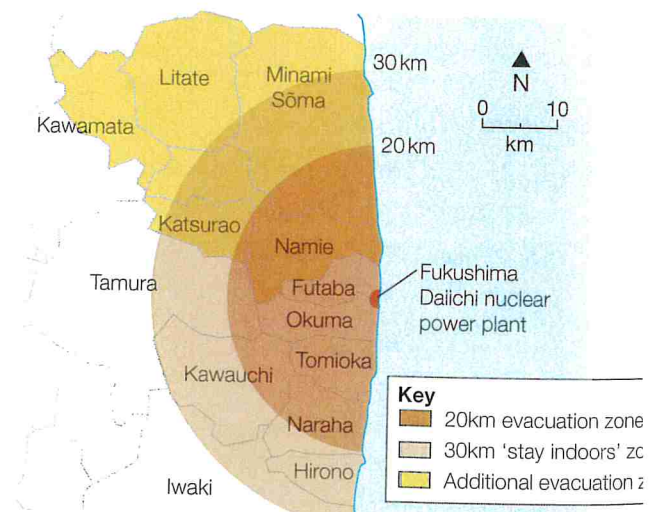 Litate
Minami
Sōma
30 km
N
0 10
km
Kawamata
20 km
Katsurao
Namie
Tamura
Futaba
Fukushima
Daiichi nuclear
power plant
Okuma
Tomioka
Kawauchi
Naraha
Hirono
Iwaki
Key
20km evacuation zone
30km ‘stay indoors’
Additional evacuation